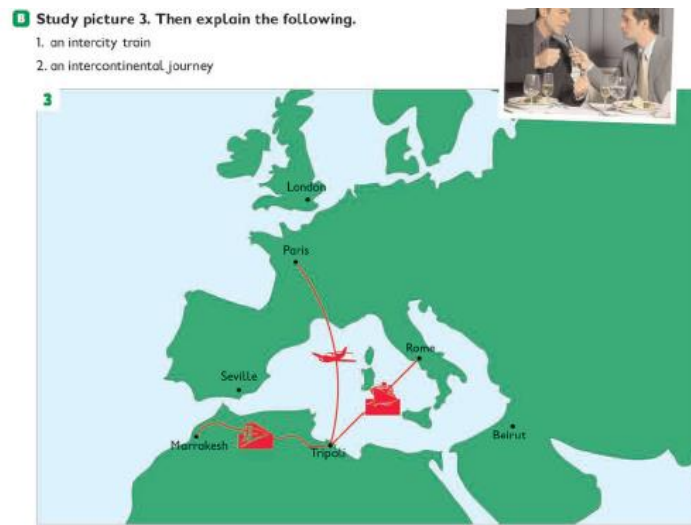 B Study picture 3. Then explain the following.
1. an intercity train
2. an intercontinental journey
3
London
Paris
Rome
Seville
Marrakesh
Tripoli
Beirut